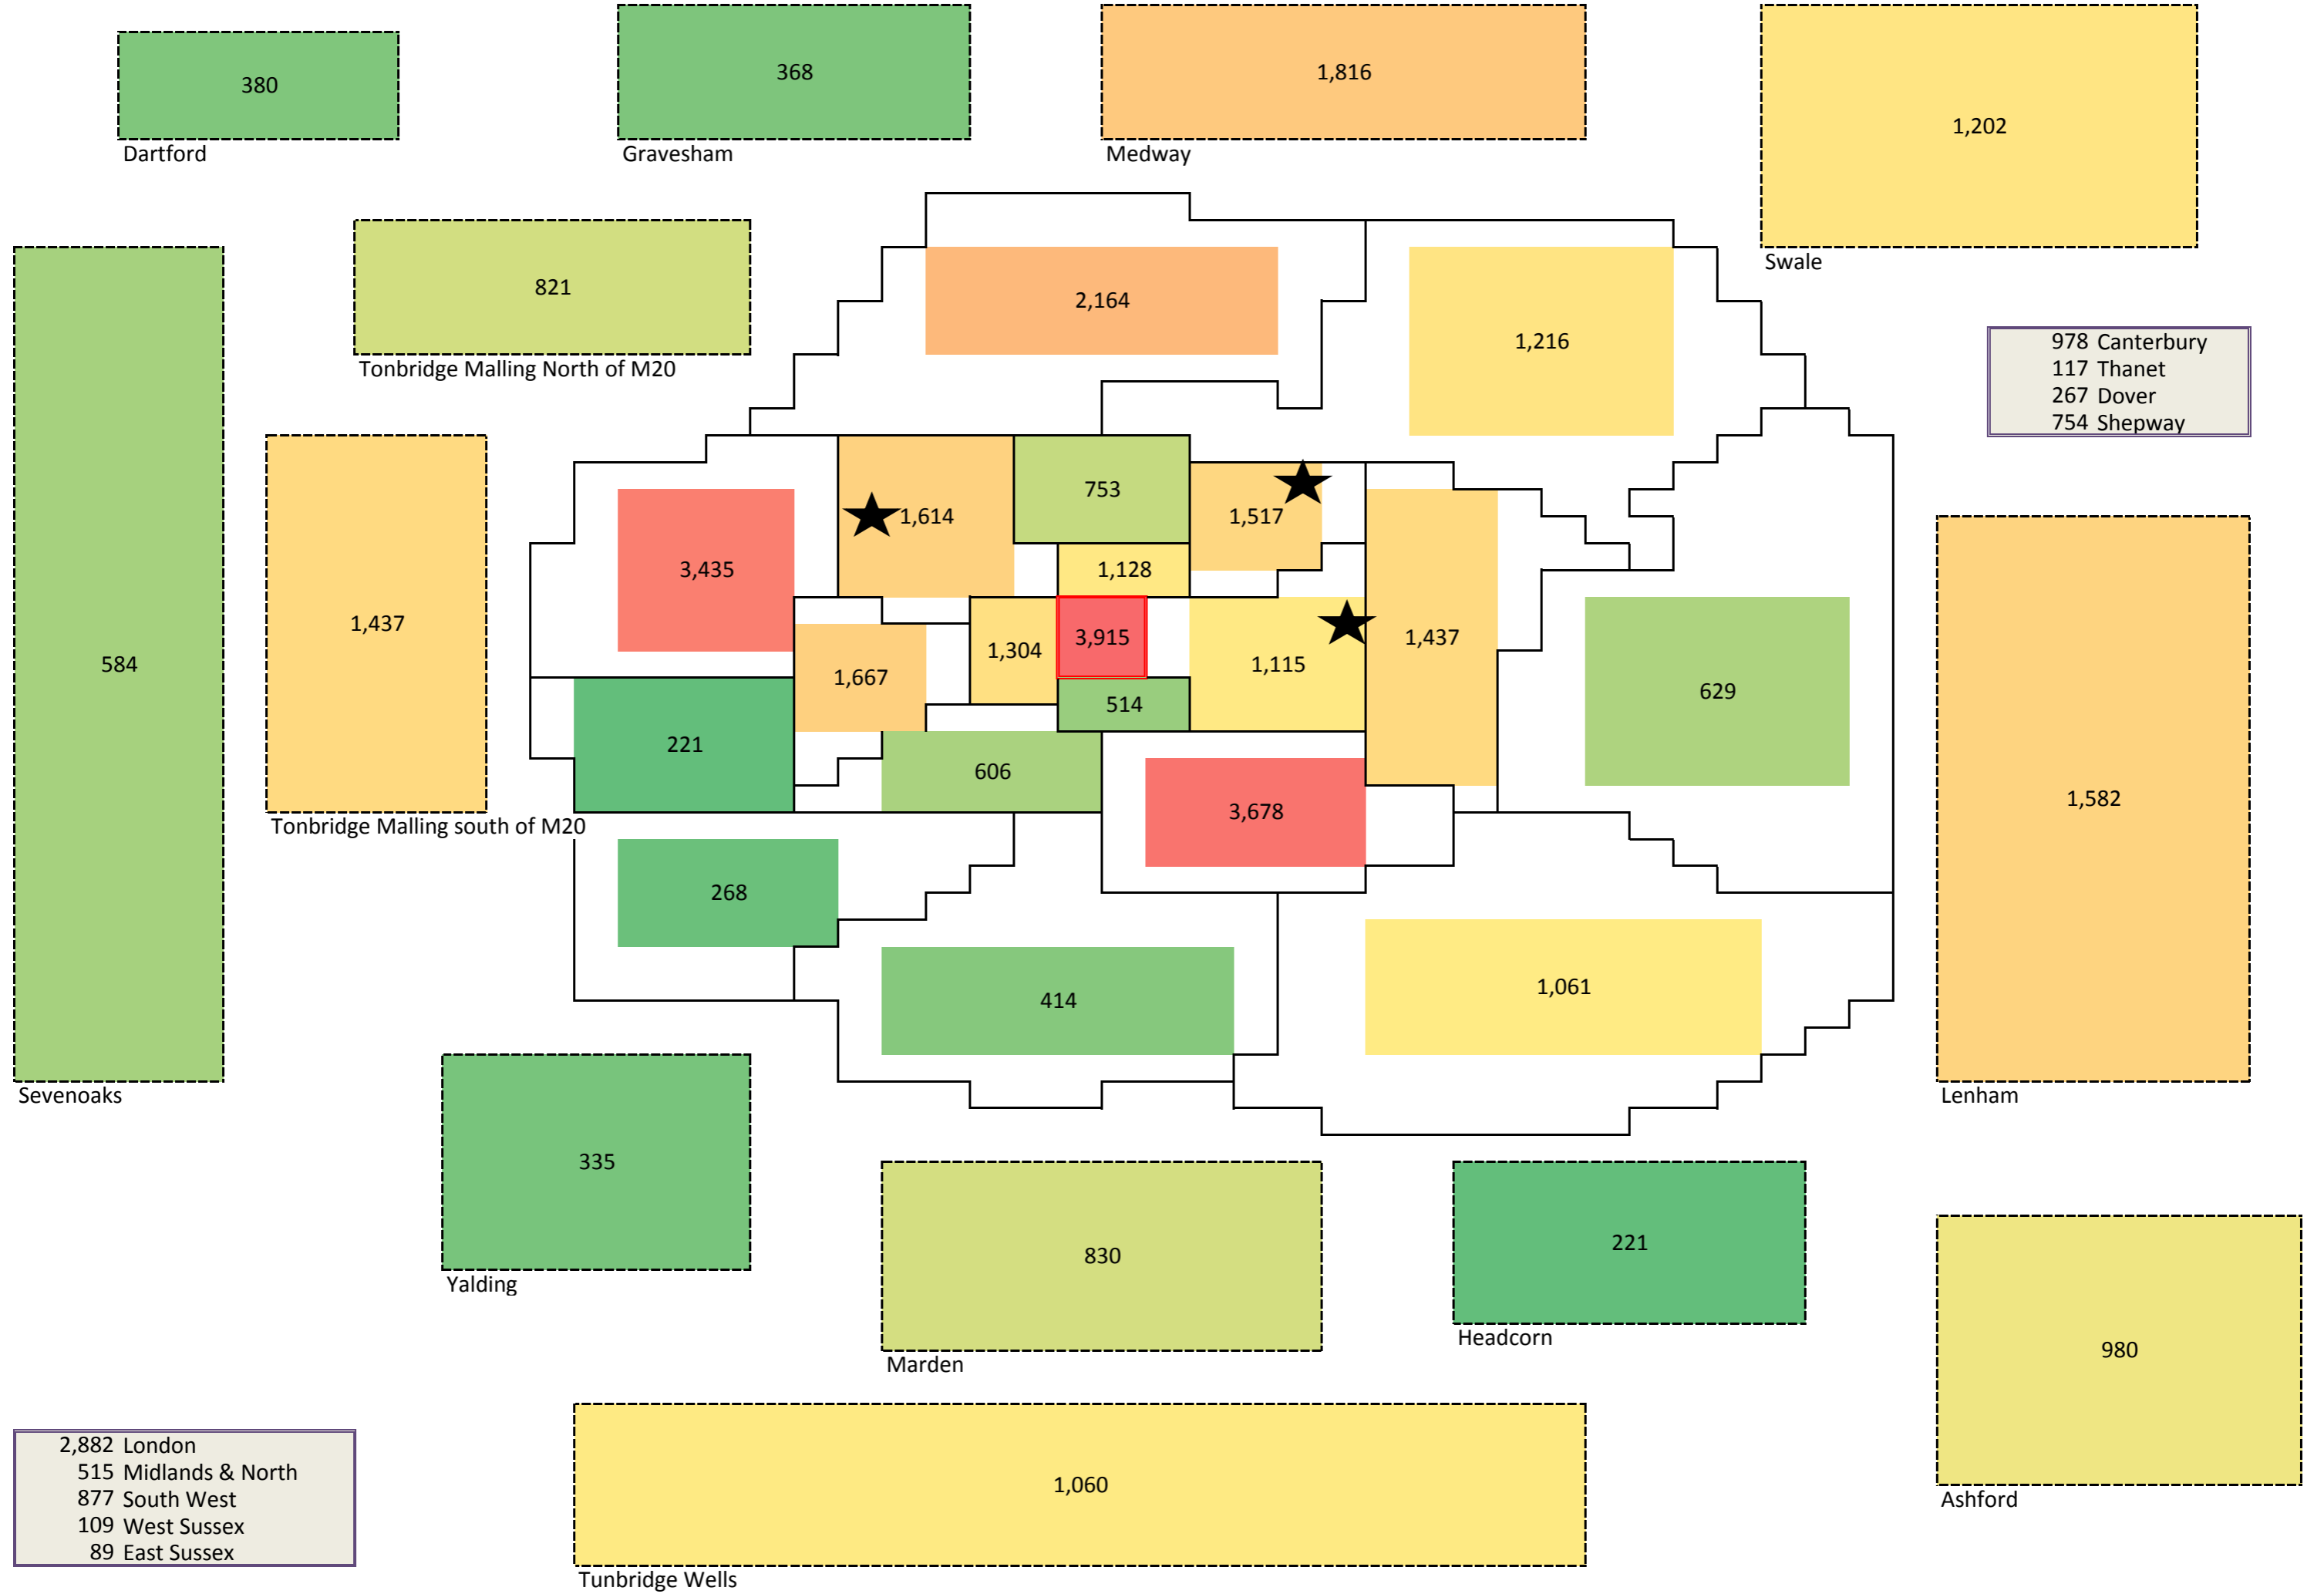 380
Dartford
368
Gravesham
1,816
Medway
1,202
Swale
821
Tonbridge Malling North of M20
2,164
1,216
978 Canterbury
117 Thanet
267 Dover
754 Shepway
584
Sevenoaks
1,437
Tonbridge Malling south of M20
3,435
1,614
753
1,517
1,128
1,667
1,304
3,915
1,115
1,437
514
221
606
3,678
629
1,582
Lenham
268
414
1,061
335
Yalding
830
Marden
221
Headcorn
980
Ashford
2,882 London
515 Midlands & North
877 South West
109 West Sussex
89 East Sussex
1,060
Tunbridge Wells